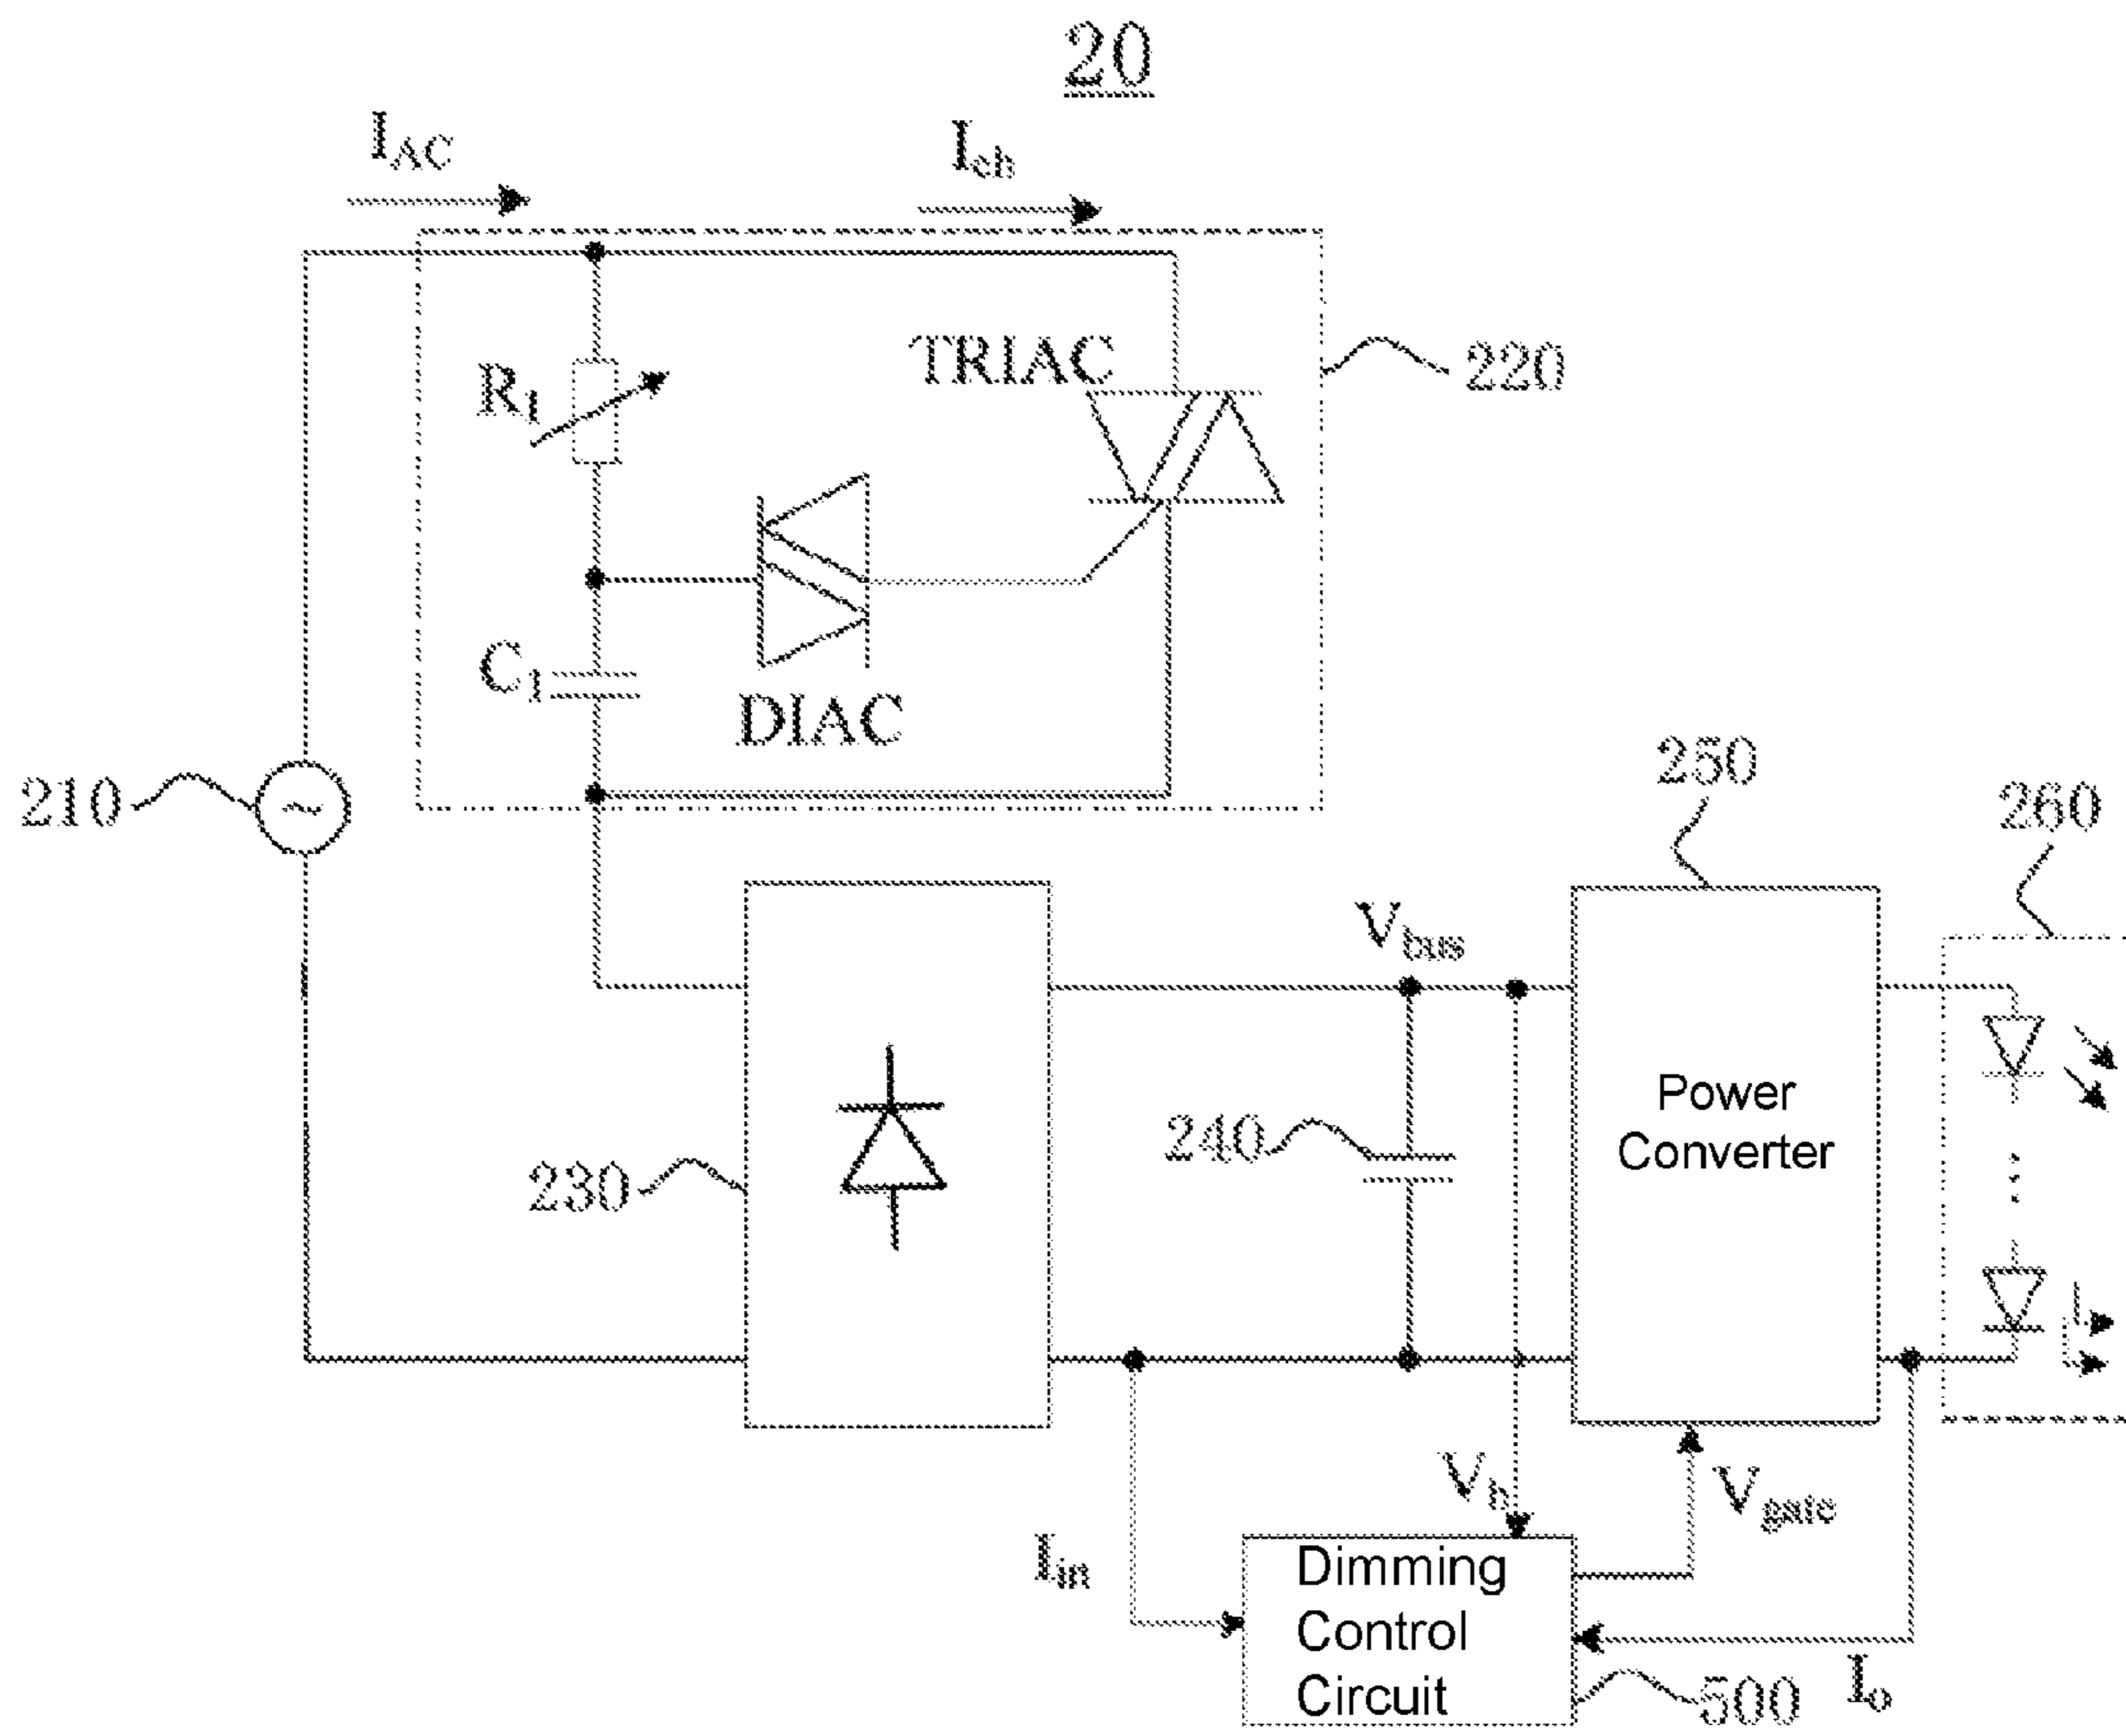 20
I_AC
I_ch
TRIAC
220
R_1
C_1
DIAC
210
250
260
V_bus
Power
Converter
240
230
V_h
V_gate
I_in
Dimming
Control
Circuit
500
I_o